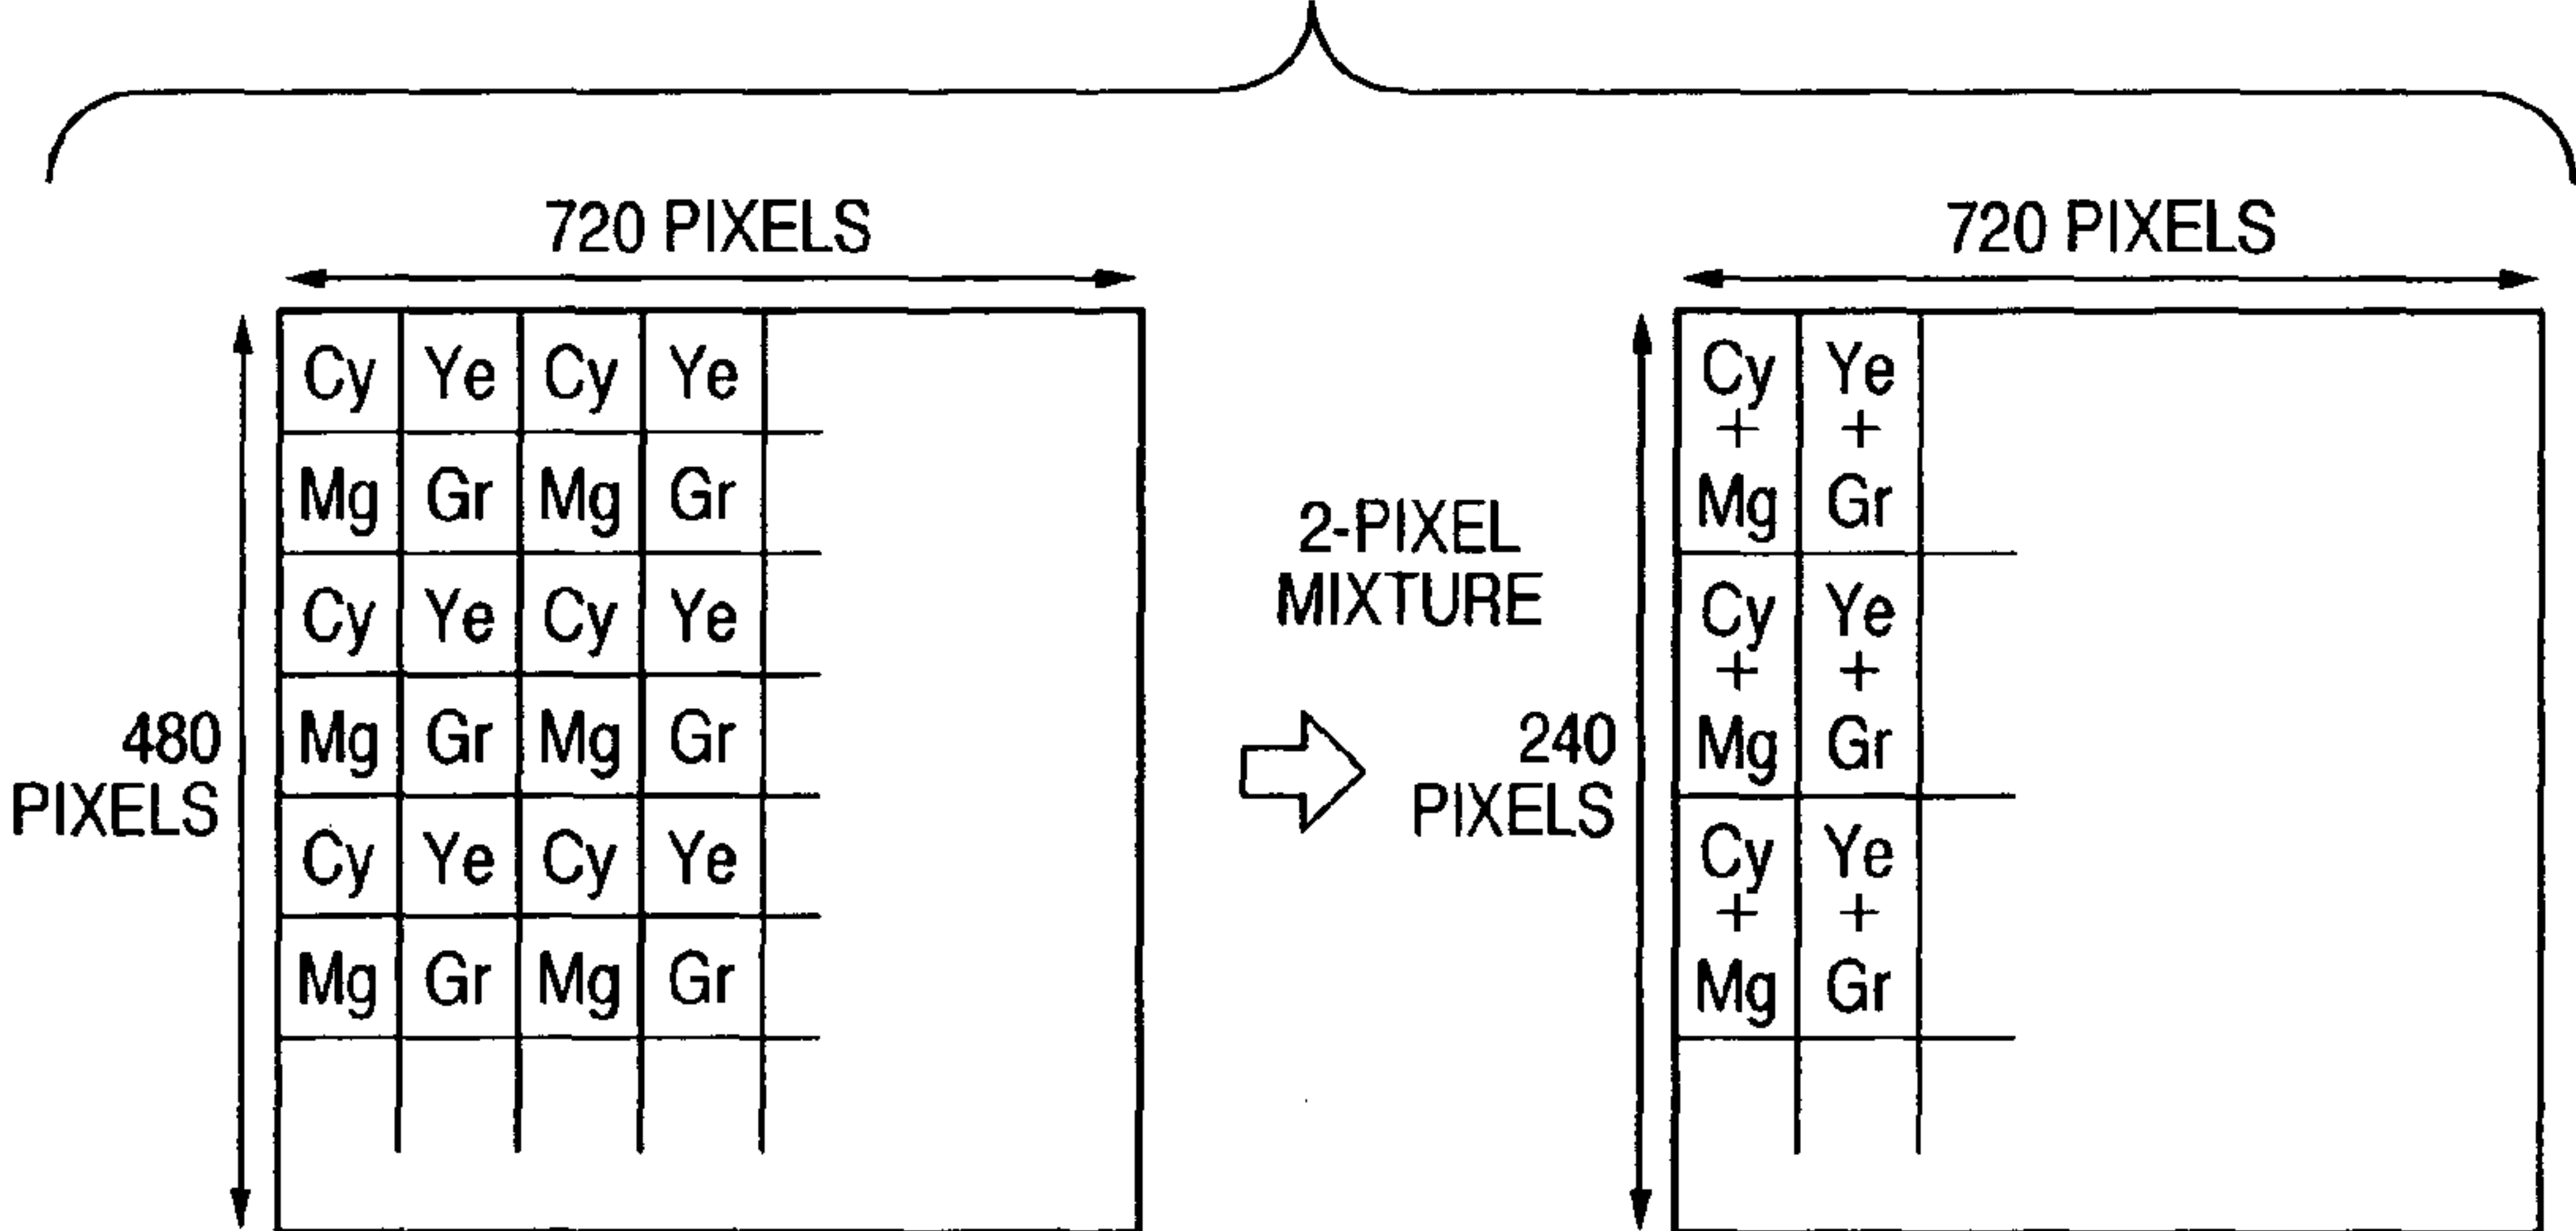 720 PIXELS
480
PIXELS
Cy Ye Cy Ye
Mg Gr Mg Gr
Cy Ye Cy Ye
Mg Gr Mg Gr
Cy Ye Cy Ye
Mg Gr Mg Gr
2-PIXEL
MIXTURE
720 PIXELS
240
PIXELS
Cy Ye
+ +
Mg Gr
Cy Ye
+ +
Mg Gr
Cy Ye
+ +
Mg Gr